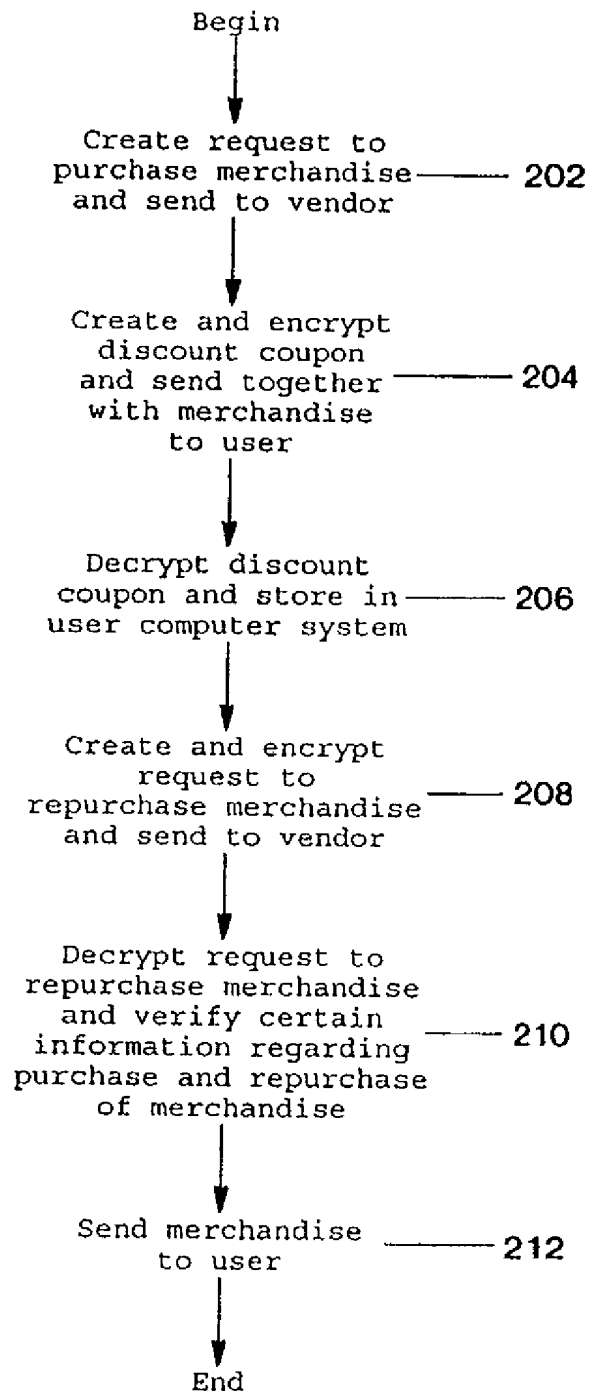 Begin
Create request to
purchase merchandise
and send to vendor
202
Create and encrypt
discount coupon
and send together
with merchandise
to user
204
Decrypt discount
coupon and store in
user computer system
206
Create and encrypt
request to
repurchase merchandise
and send to vendor
208
Decrypt request to
repurchase merchandise
and verify certain
information regarding
purchase and repurchase
of merchandise
210
Send merchandise
to user
212
End